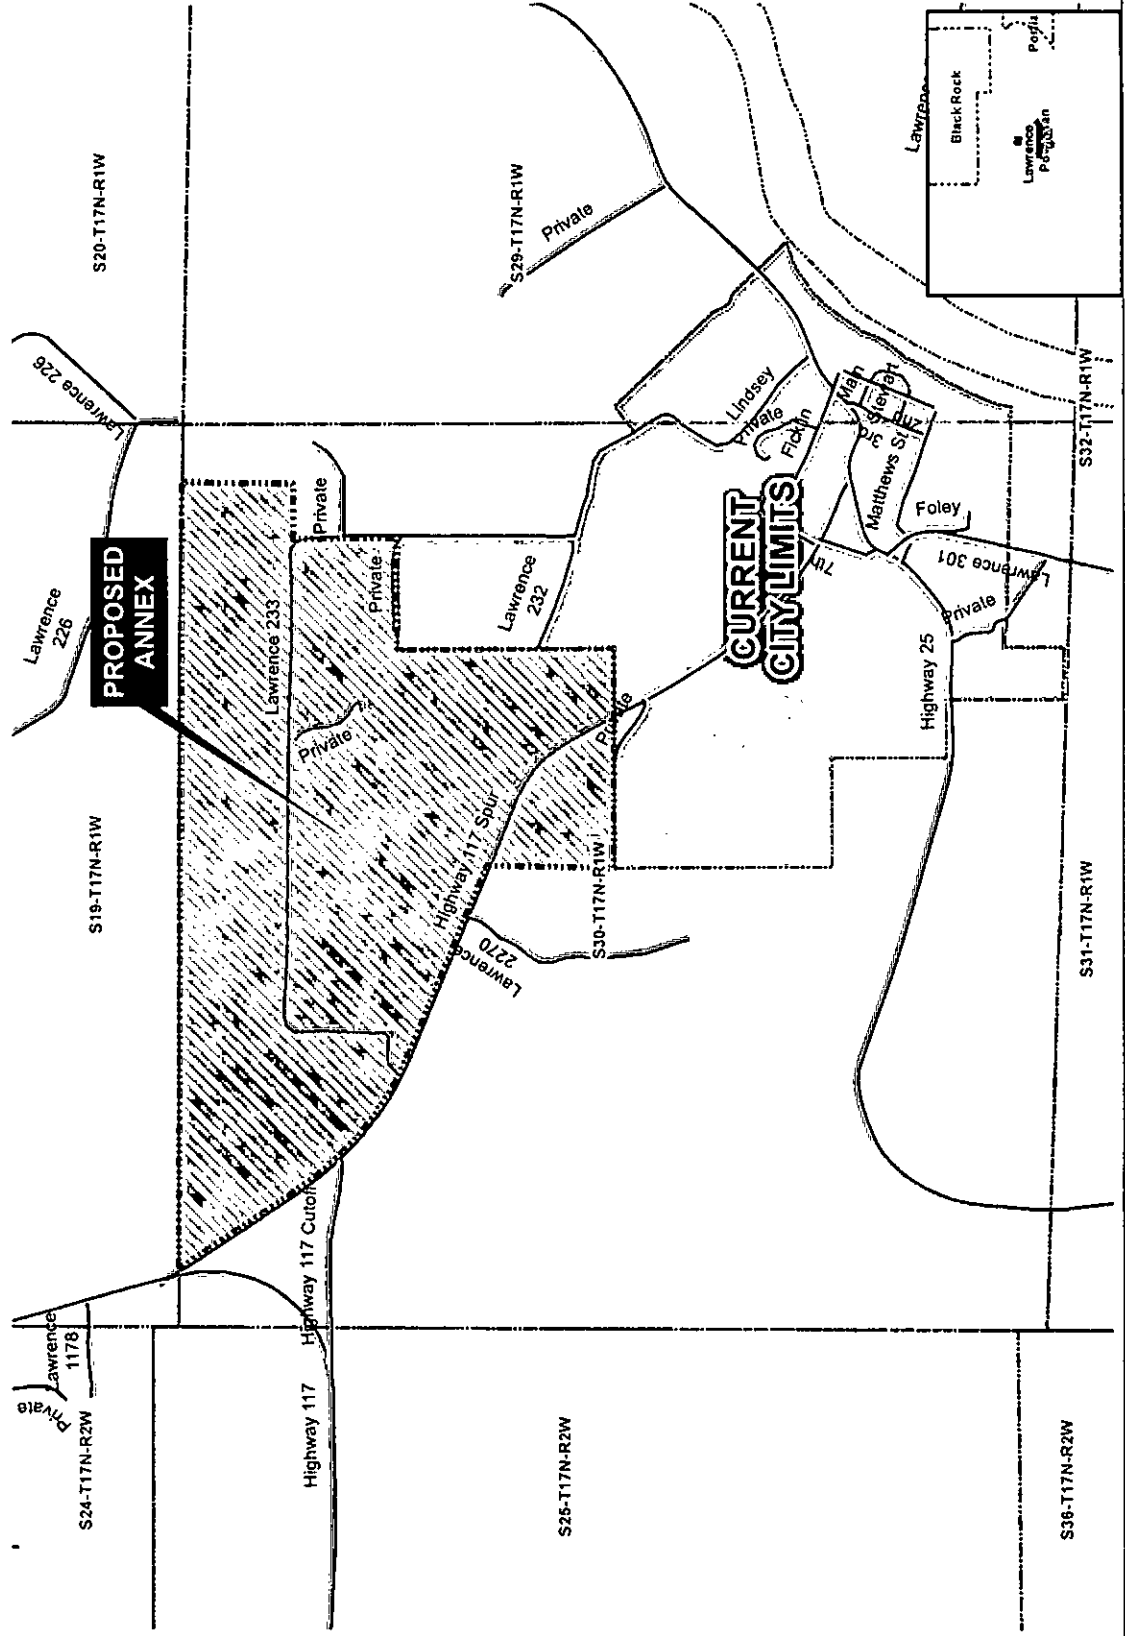 S24-T17N-R2W
Private
Lawrence
1178
S19-T17N-R1W
Lawrence
226
PROPOSED
ANNEX
Lawrence 226
S20-T17N-R1W
Highway 117
Highway 117 Cutoff
Lawrence 233
Private
Private
Private
Highway 117 Spur
Lawrence
2270
S30-T17N-R1W
Private
Lawrence
232
S29-T17N-R1W
Private
S25-T17N-R2W
CURRENT
CITY LIMITS
Lindsey
Private
Ficklin
Main
Stewart
3rd
2nd
Matthews St
7th
Foley
Lawrence 301
Private
Highway 25
S36-T17N-R2W
S31-T17N-R1W
S32-T17N-R1W
Black Rock
Lawrence